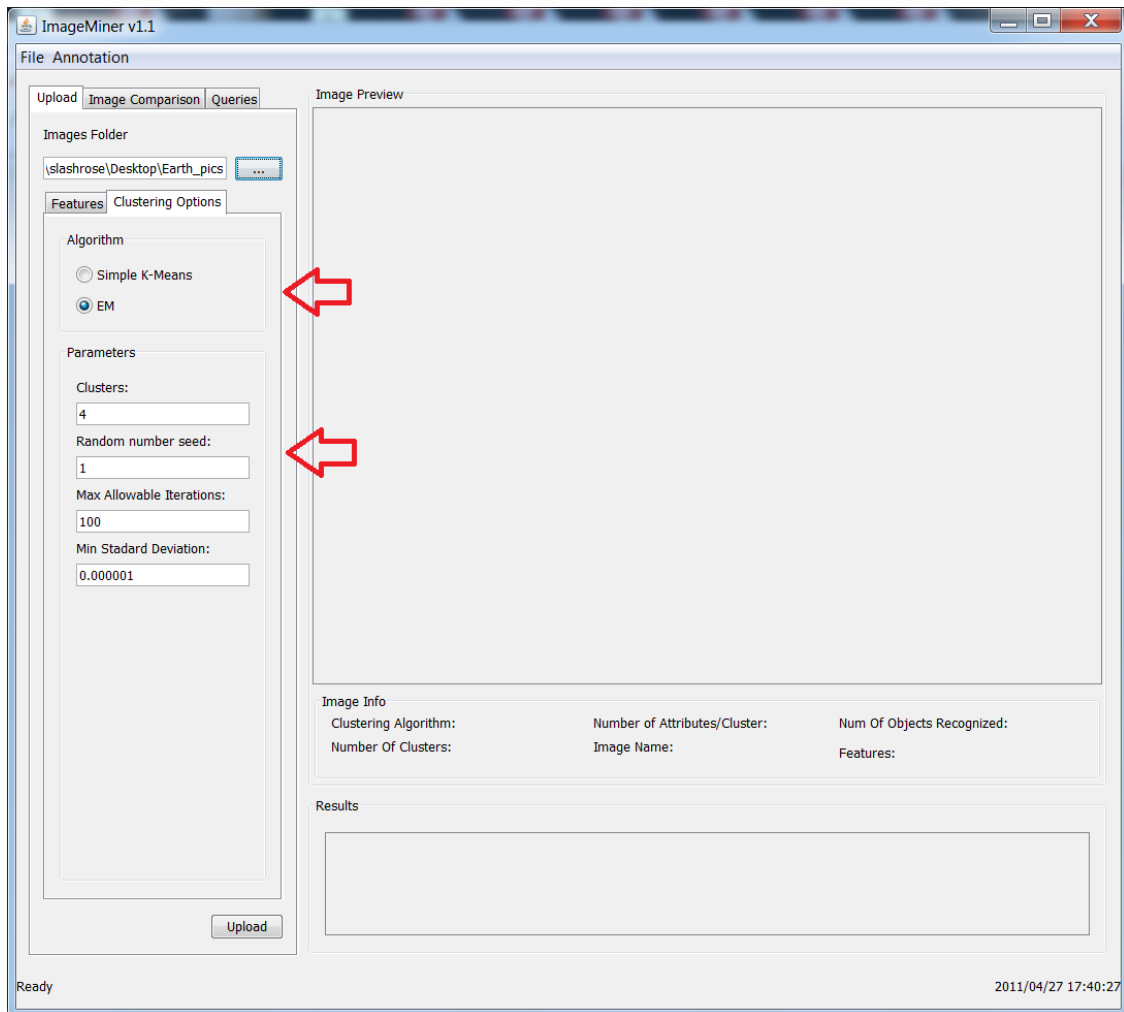 ImageMiner v1.1
File Annotation
Upload Image Comparison Queries
Images Folder
\slashrose\Desktop\Earth_pics ...
Features Clustering Options
Algorithm
Simple K-Means
EM
Parameters
Clusters:
4
Random number seed:
1
Max Allowable Iterations:
100
Min Stadard Deviation:
0.000001
Upload
Image Preview
Image Info
Clustering Algorithm: Number of Attributes/Cluster: Num Of Objects Recognized:
Number Of Clusters: Image Name: Features:
Results
Ready 2011/04/27 17:40:27